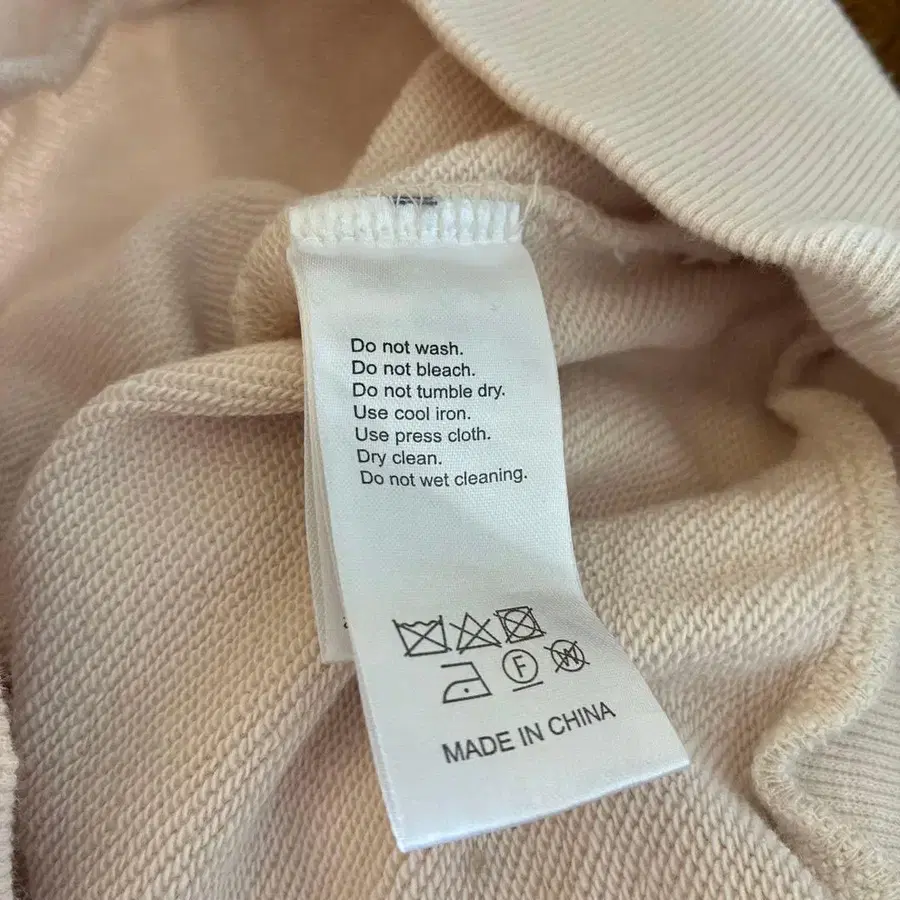 Do not wash.
Do not bleach.
Do not tumble dry.
Use cool iron.
Use press cloth.
Dry clean.
Do not wet cleaning.
F W
MADE IN CHINA